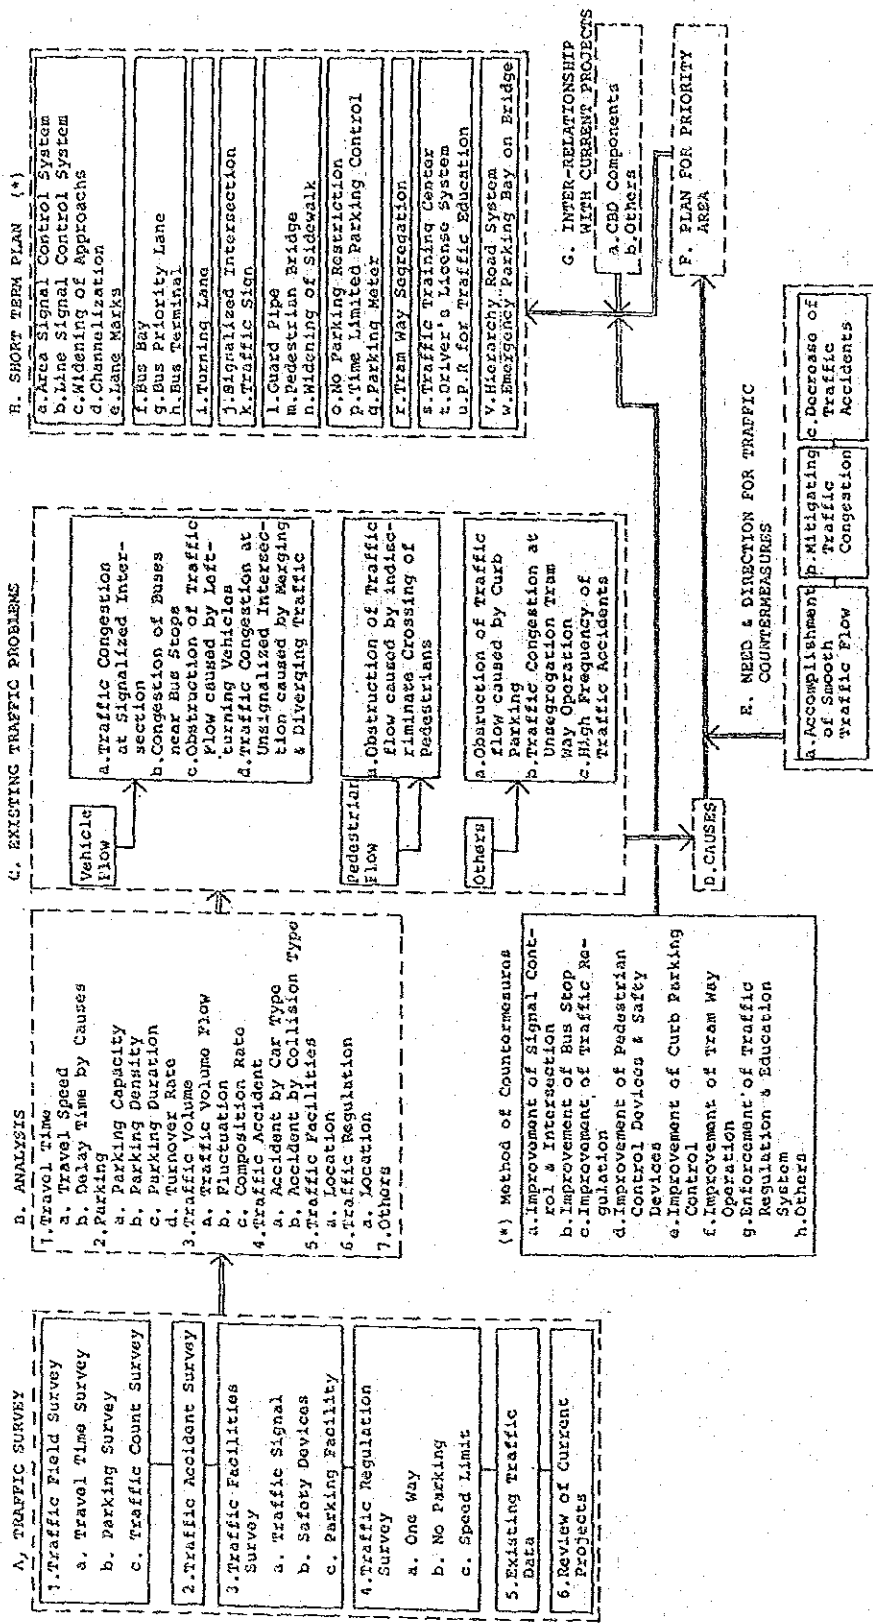 A, TRAFFIC SURVEY
1.Traffic Field Survey
a. Travel Time Survey
b. Parking Survey
c. Traffic Count Survey
2.Traffic Accident Survey
3.Traffic Facilities
Survey
a. Traffic Signal
b. Safety Devices
c. Parking Facility
4.Traffic Regulation
Survey
a. One Way
b. No Parking
c. Speed Limit
5.Existing Traffic
Data
6.Review of Current
Projects
B. ANALYSIS
1.Travel Time
a. Travel Speed
b. Delay Time by Causes
2.Parking
a. Parking Capacity
b. Parking Density
c. Parking Duration
d. Turnover Rate
3.Traffic Volume
a. Traffic Volume Flow
b. Fluctuation
c. Composition Rate
4.Traffic Accident
a. Accident by Car Type
b. Accident by Collision Type
5.Traffic Facilities
a. Location
6.Traffic Regulation
a. Location
7.Others
C. EXISTING TRAFFIC PROBLEMS
Vehicle
Flow
a.Traffic Congestion
at Signalized Inter-
section
b.Congestion of Buses
near Bus Stops
c.Obstruction of Traffic
Flow caused by Left-
turning Vehicles
d.Traffic Congestion at
Unsignalized Intersec-
tion caused by Merging
& Diverging Traffic
Pedestrian
Flow
a.Obstruction of Traffic
flow caused by indisc-
riminate Crossing of
Pedestrians
Others
a.Obsruction of Traffic
flow caused by Curb
Parking
b.Traffic Congestion at
Unsegregation Tram
Way Operation
c.High Frequency of
Traffic Accidents
H. SHORT TERM PLAN (*)
a.Area Signal Control System
b.Line Signal Control System
c.Widening of Approachs
d.Channelization
e.Lane Marks
f.Bus Bay
g.Bus Priority Lane
h.Bus Terminal
i.Turning Lane
j.Signalized Intersection
k.Traffic Sign
l.Guard Pipe
m.Pedestrian Bridge
n.Widening of Sidewalk
o.No Parking Restriction
p.Time Limited Parking Control
q.Parking Meter
r.Tram Way Segregation
s.Traffic Training Center
t.Driver's License System
u.P.R for Traffic Education
v.Hierarchy Road System
w.Emergency Parking Bay on Bridge
(*) Method of Countermesures
a.Improvement of Signal Cont-
rol & Intersection
b.Improvement of Bus Stop
c.Improvement of Traffic Re-
gulation
d.Improvement of Pedestrian
Control Devices & Safty
Devices
e.Improvement of Curb Parking
Control
f.Improvement of Tram Way
Operation
g.Enforcement of Traffic
Regulation & Education
System
h.Others
D.CAUSES
E. NEED & DIRECTION FOR TRAFFIC
COUNTERMEASURES
a.Accomplishment
of Smooth
Traffic Flow
b.Mitigating
Traffic
Congestion
c.Decrease of
Traffic
Accidents
G. INTER-RELATIONSHIP
WITH CURRENT PROJECTS
a.CBD Components
b.Others
F. PLAN FOR PRIORITY
AREA